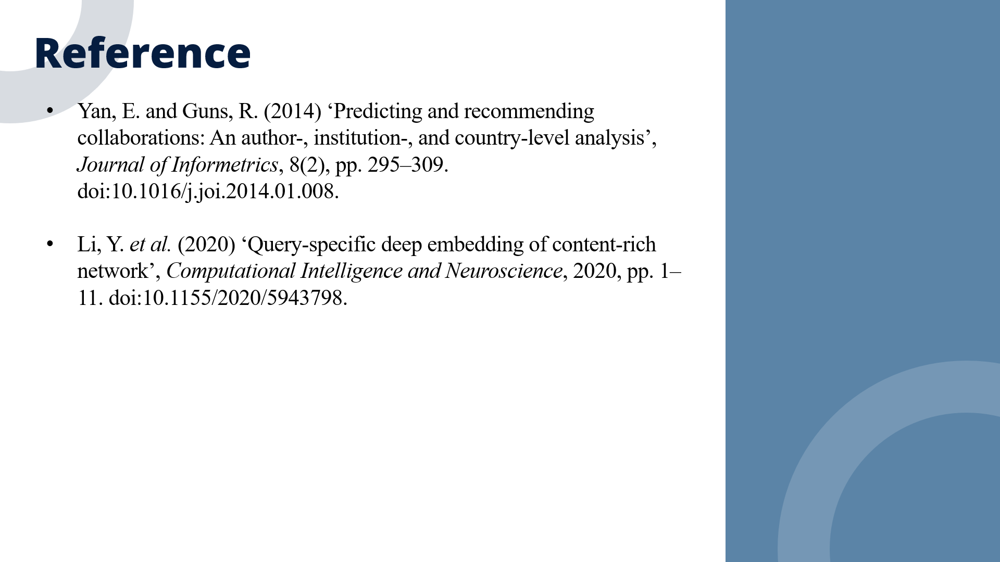 Reference
• Yan, E. and Guns, R. (2014) ‘Predicting and recommending
collaborations: An author-, institution-, and country-level analysis’,
Journal of Informetrics, 8(2), pp. 295–309.
doi:10.1016/j.joi.2014.01.008.
• Li, Y. et al. (2020) ‘Query-specific deep embedding of content-rich
network’, Computational Intelligence and Neuroscience, 2020, pp. 1–
11. doi:10.1155/2020/5943798.